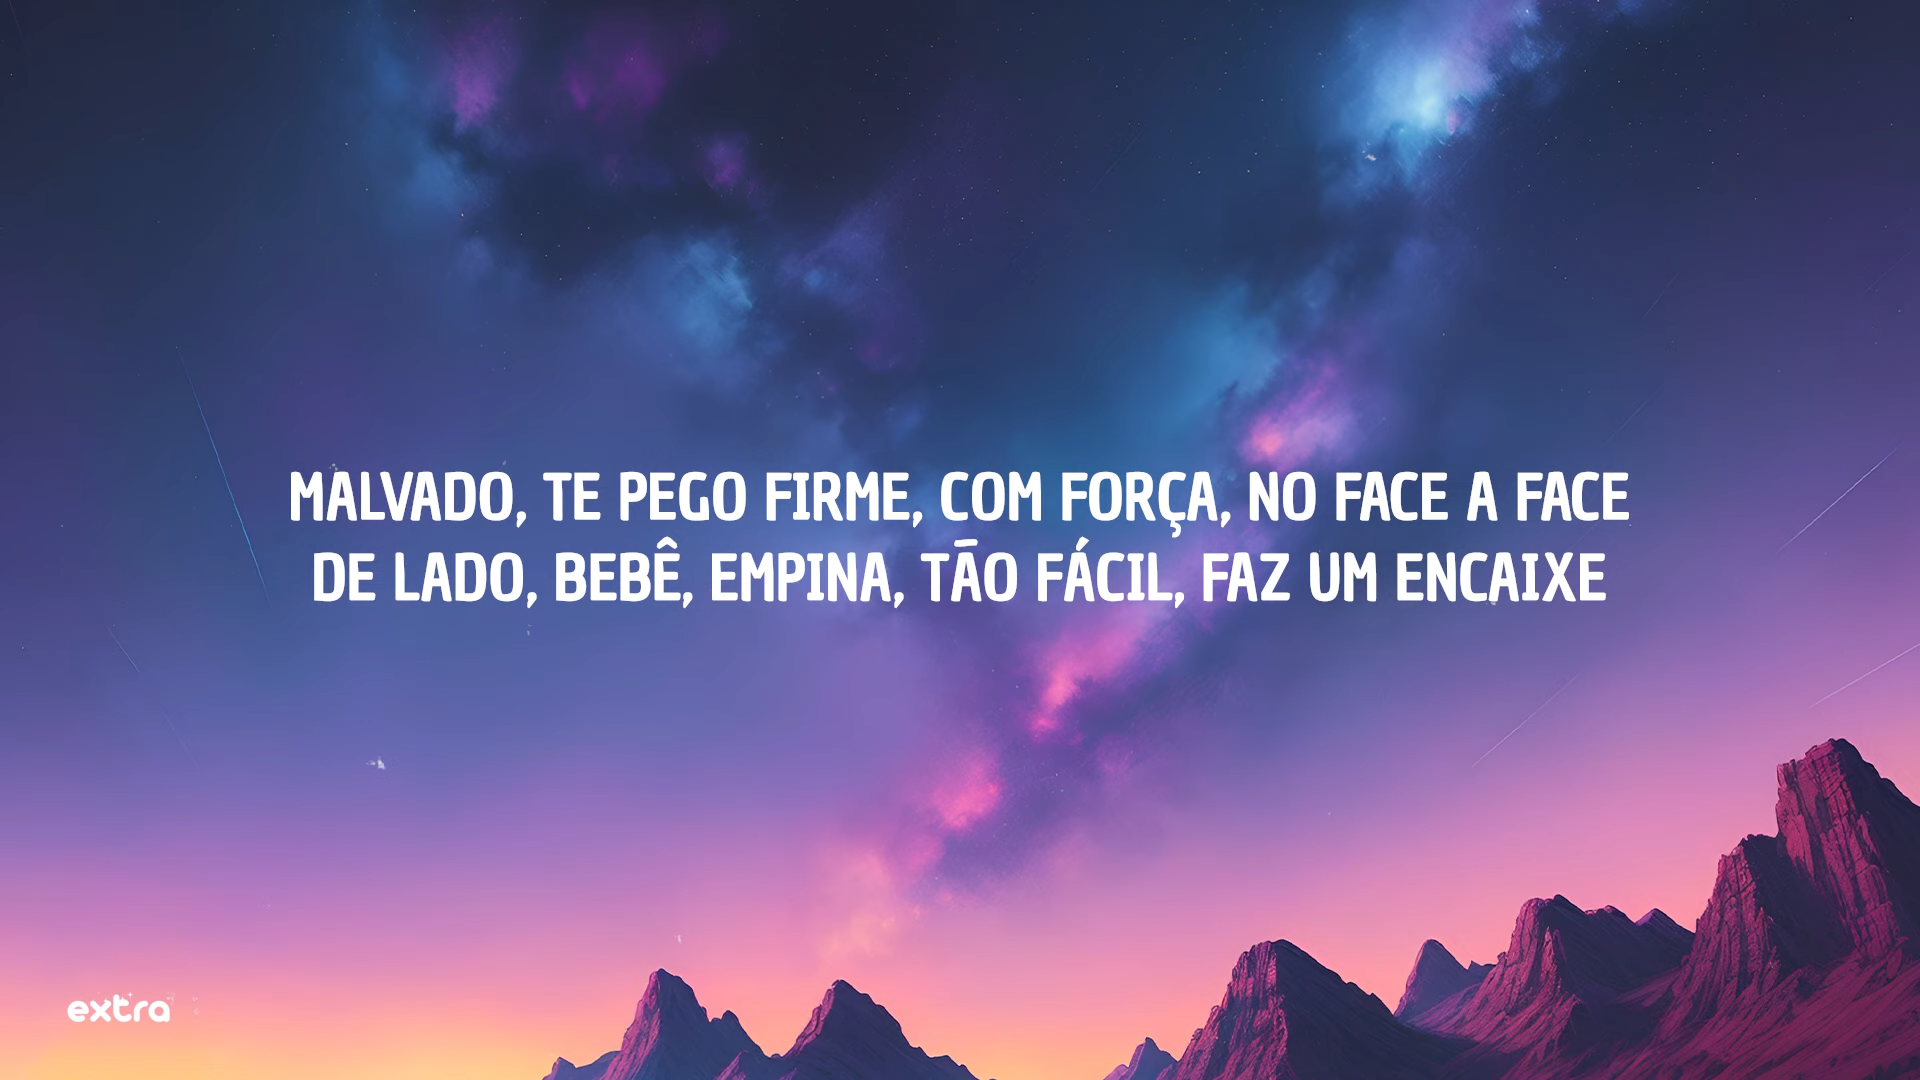 MALVADO, TE PEGO FIRME, COM FORÇA, NO FACE A FACE
DE LADO, BEBÊ, EMPINA, TÃO FÁCIL, FAZ UM ENCAIXE
extra